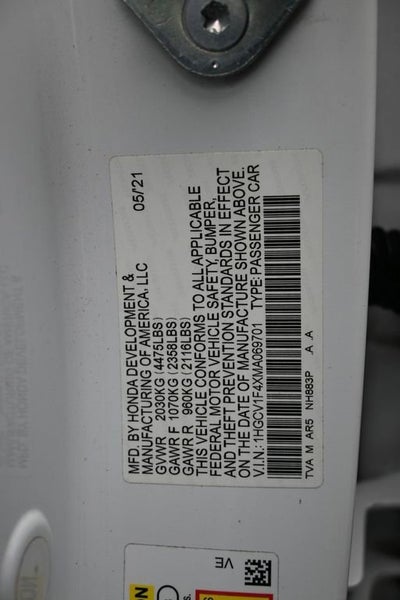 MFD. BY HONDA DEVELOPMENT & 05/21
MANUFACTURING OF AMERICA, LLC
GVWR 2030KG (4475LBS)
GAWR F 1070KG (2358LBS)
GAWR R 960KG (2116LBS)
THIS VEHICLE CONFORMS TO ALL APPLICABLE
FEDERAL MOTOR VEHICLE SAFETY, BUMPER,
AND THEFT PREVENTION STANDARDS IN EFFECT
ON THE DATE OF MANUFACTURE SHOWN ABOVE.
V.I.N.: 1HGCV1F4XMA069701 TYPE: PASSENGER CAR
TVA M AR5 NH883P .A .A
VE